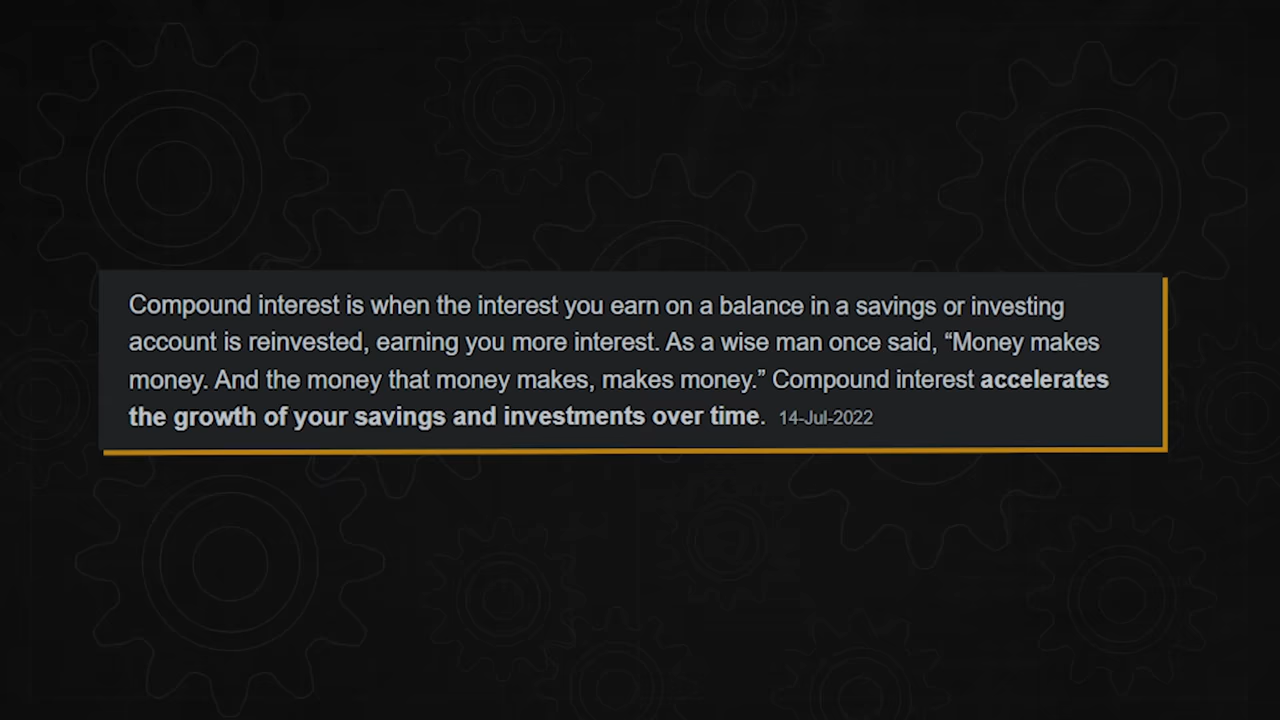 Compound interest is when the interest you earn on a balance in a savings or investing
account is reinvested, earning you more interest. As a wise man once said, “Money makes
money. And the money that money makes, makes money.” Compound interest accelerates
the growth of your savings and investments over time. 14-Jul-2022